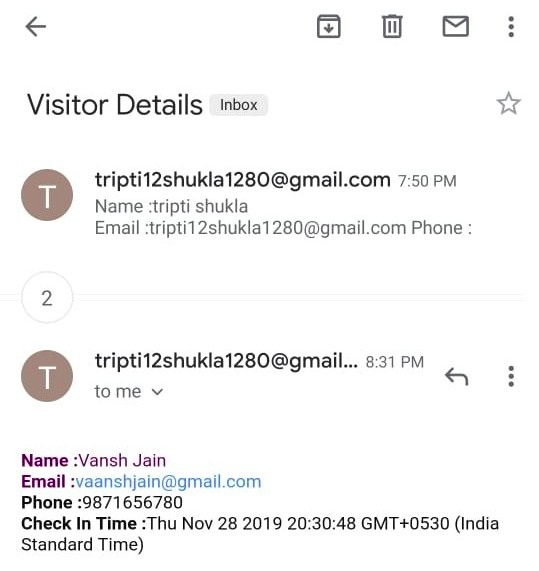 Visitor Details Inbox
T
tripti12shukla1280@gmail.com 7:50 PM
Name :tripti shukla
Email :tripti12shukla1280@gmail.com Phone :
2
T
tripti12shukla1280@gmail... 8:31 PM
to me
Name :Vansh Jain
Email :vaanshjain@gmail.com
Phone :9871656780
Check In Time :Thu Nov 28 2019 20:30:48 GMT+0530 (India
Standard Time)